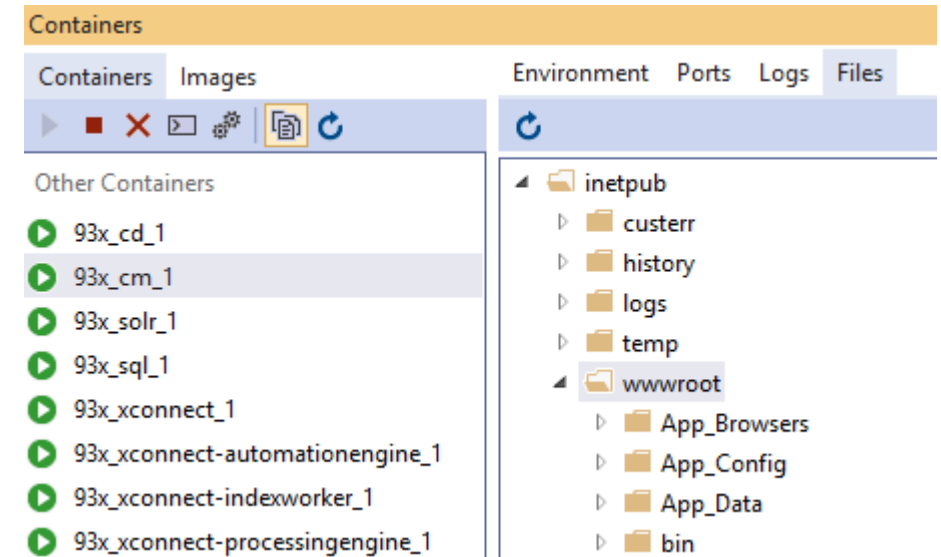 Containers
Containers Images
Other Containers
93x_cd_1
93x_cm_1
93x_solr_1
93x_sql_1
93x_xconnect_1
93x_xconnect-automationengine_1
93x_xconnect-indexworker_1
93x_xconnect-processingengine_1
Environment Ports Logs Files
inetpub
custerr
history
logs
temp
wwwroot
App_Browsers
App_Config
App_Data
bin